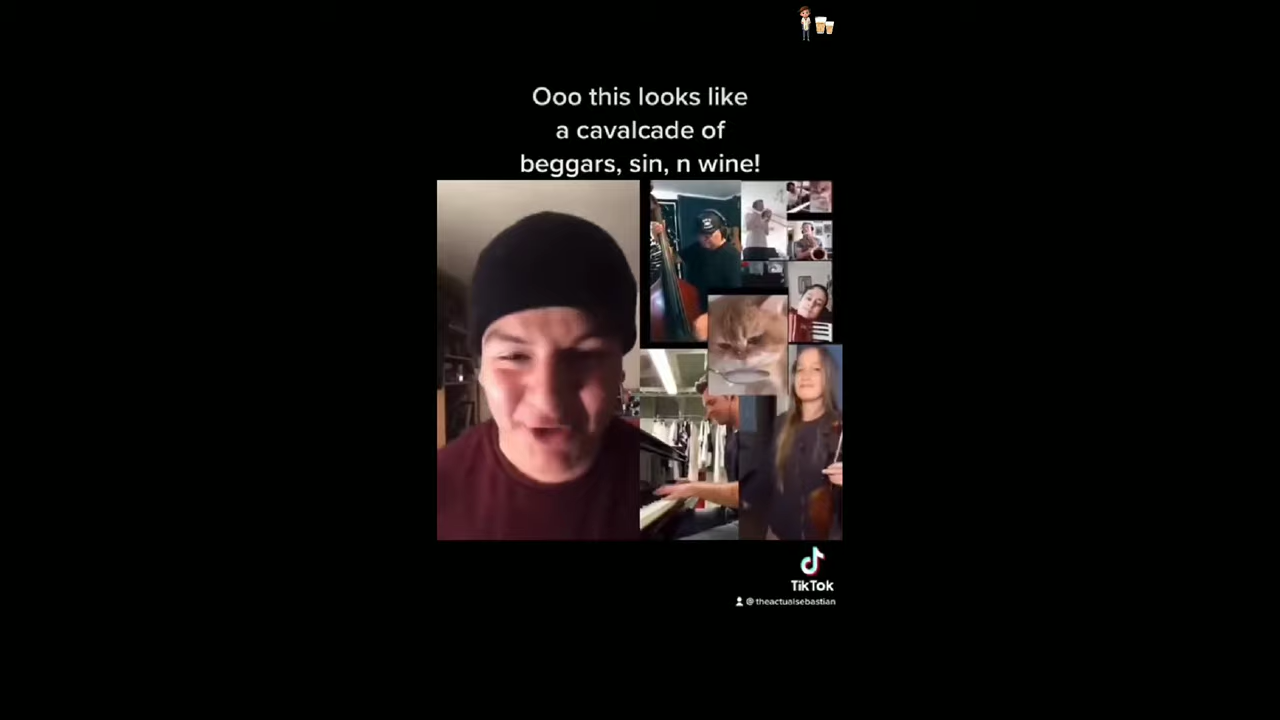 Ooo this looks like
a cavalcade of
beggars, sin, n wine!
TikTok
@theactualsebastian